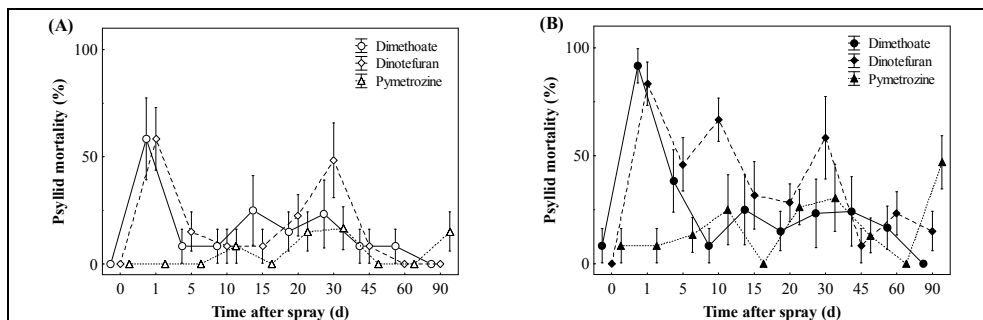 (A)
100
50
0
Psyllid mortality (%)
Dimethoate
Dinotefuran
Pymetrozine
0 1 5 10 15 20 30 45 60 90
Time after spray (d)
(B)
100
50
0
Psyllid mortality (%)
Dimethoate
Dinotefuran
Pymetrozine
0 1 5 10 15 20 30 45 60 90
Time after spray (d)